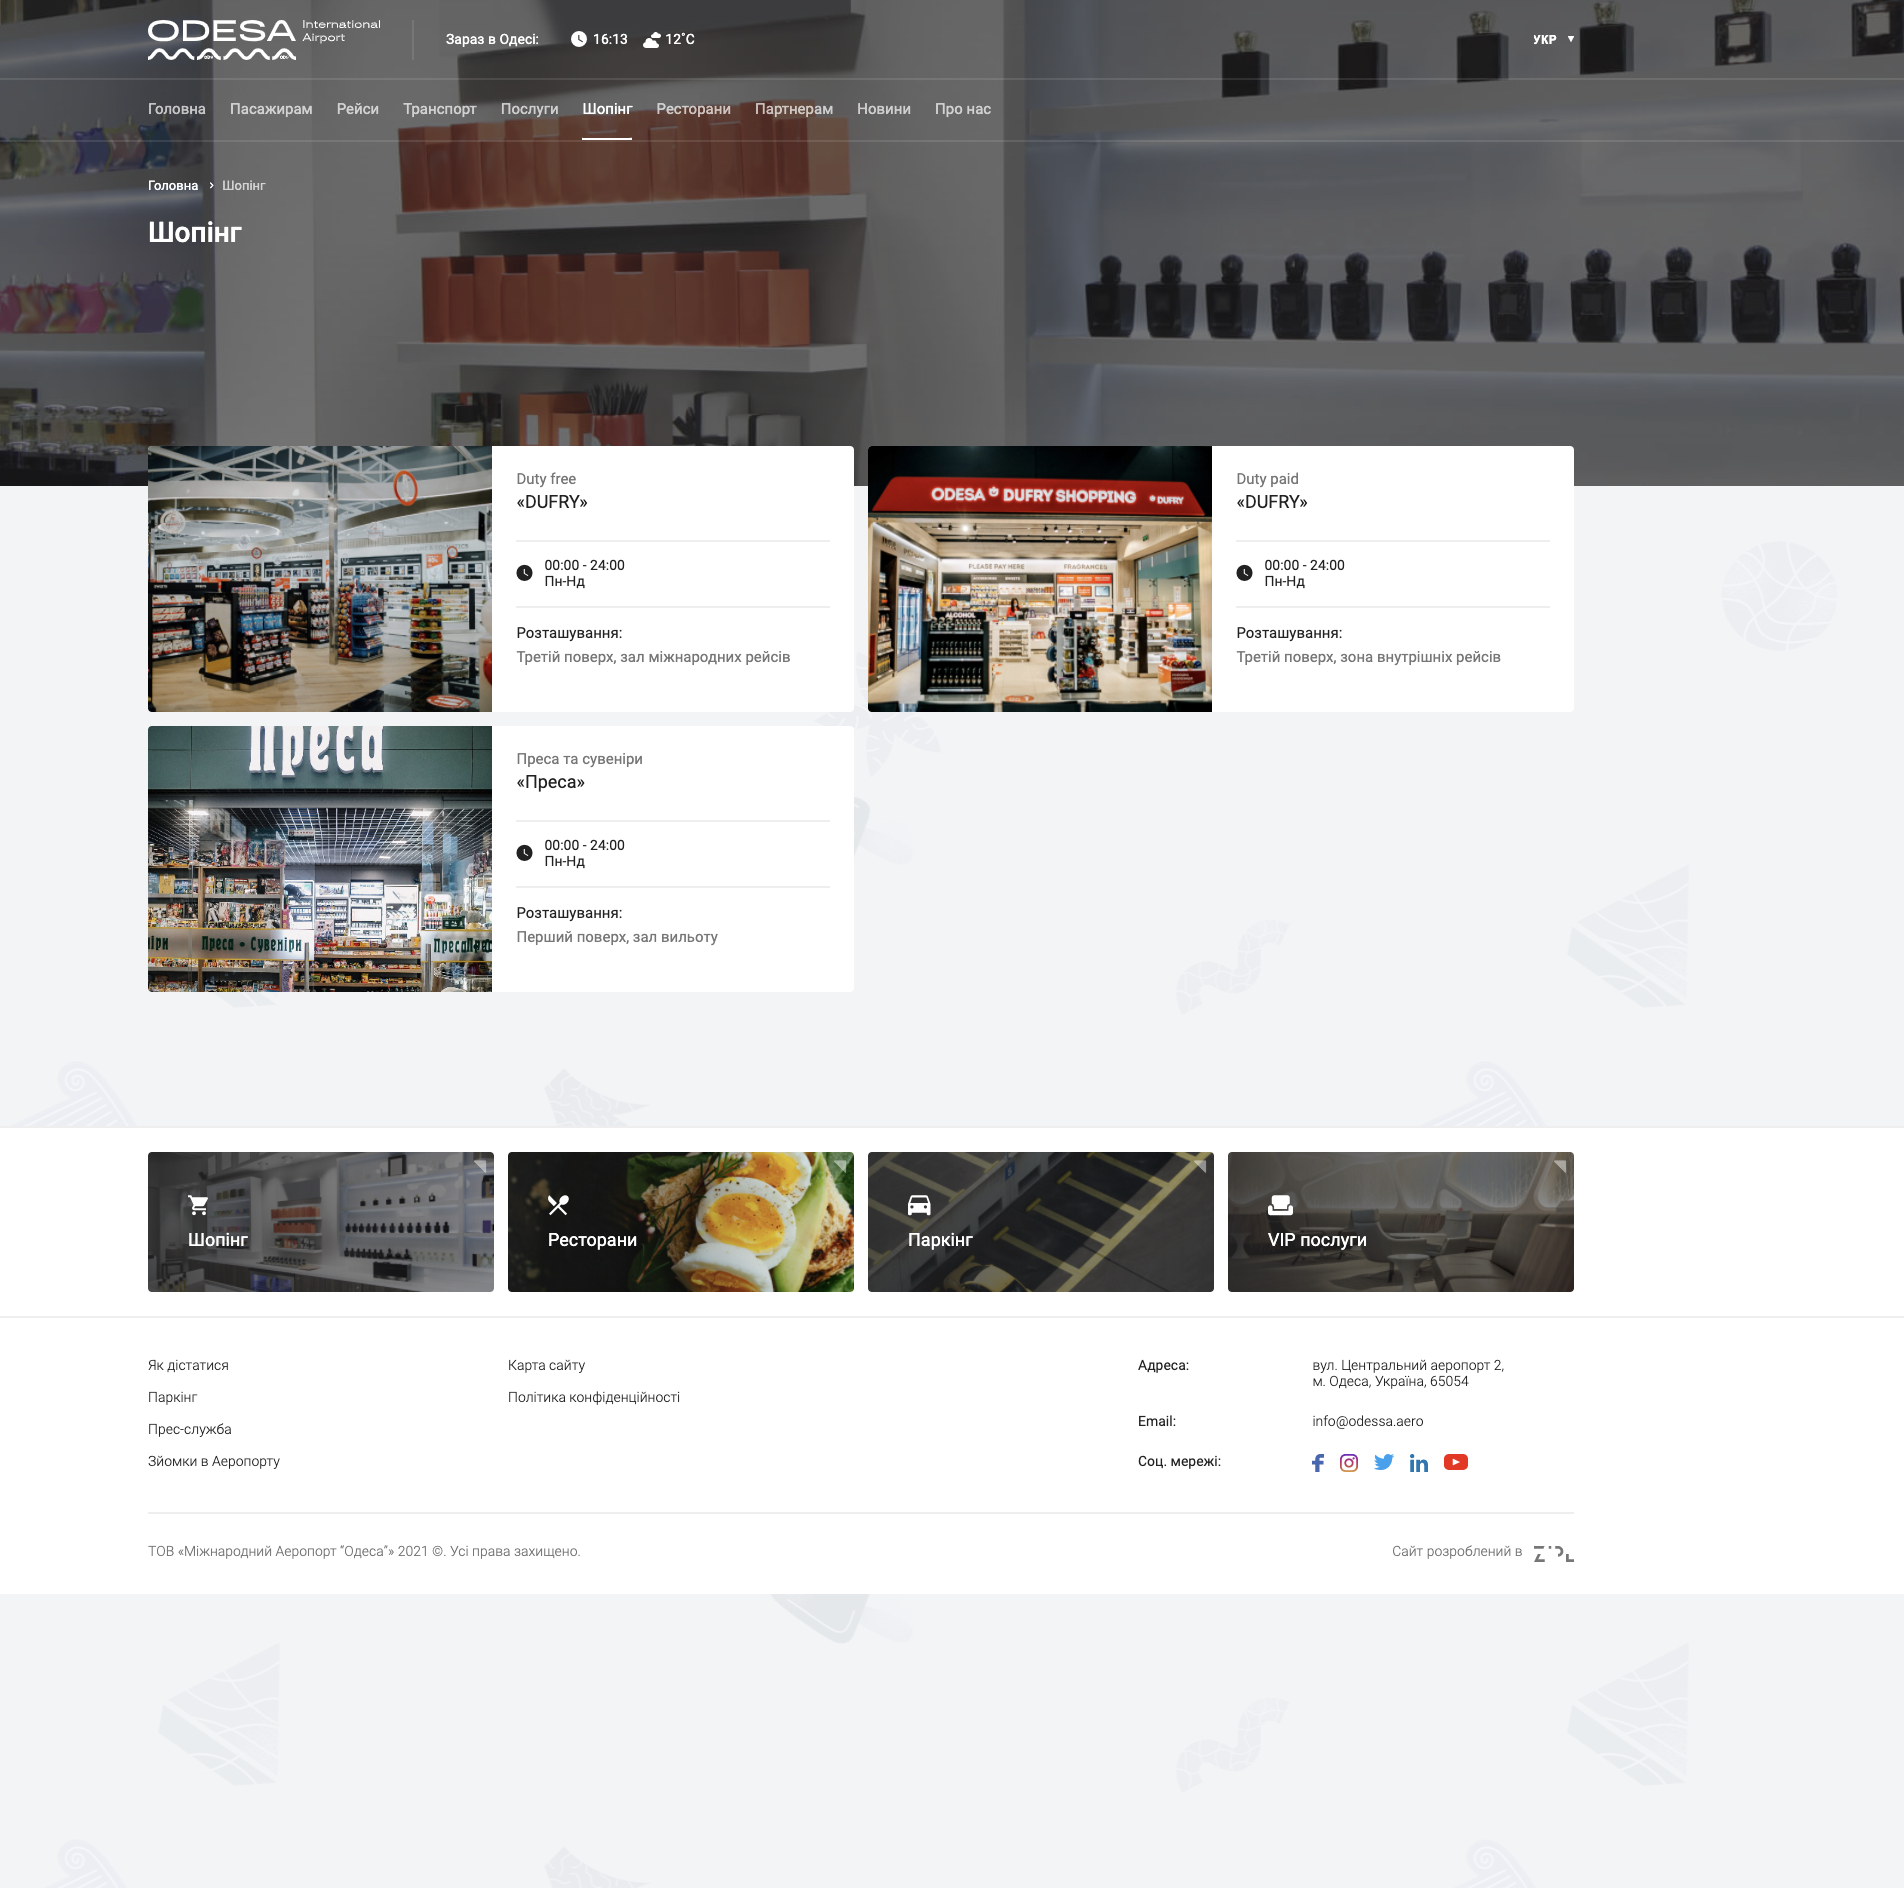 ODESA
International
Airport
Зараз в Одесі:
16:13
12°C
УКР
Головна
Пасажирам
Рейси
Транспорт
Послуги
Шопінг
Ресторани
Партнерам
Новини
Про нас
Головна
Шопінг
Шопінг
Duty free
«DUFRY»
00:00 - 24:00
Пн-Нд
Розташування:
Третій поверх, зал міжнародних рейсів
ODESA DUFRY SHOPPING DUFRY
PLEASE PAY HERE
FRAGRANCES
ALCOHOL
Duty paid
«DUFRY»
00:00 - 24:00
Пн-Нд
Розташування:
Третій поверх, зона внутрішніх рейсів
Преса
Преса • Сувеніри
Преса
Преса та сувеніри
«Преса»
00:00 - 24:00
Пн-Нд
Розташування:
Перший поверх, зал вильоту
Шопінг
Ресторани
Паркінг
VIP послуги
Як дістатися
Паркінг
Прес-служба
Зйомки в Аеропорту
Карта сайту
Політика конфіденційності
Адреса:
вул. Центральний аеропорт 2,
м. Одеса, Україна, 65054
Email:
info@odessa.aero
Соц. мережі:
ТОВ «Міжнародний Аеропорт “Одеса”» 2021 ©. Усі права захищено.
Сайт розроблений в